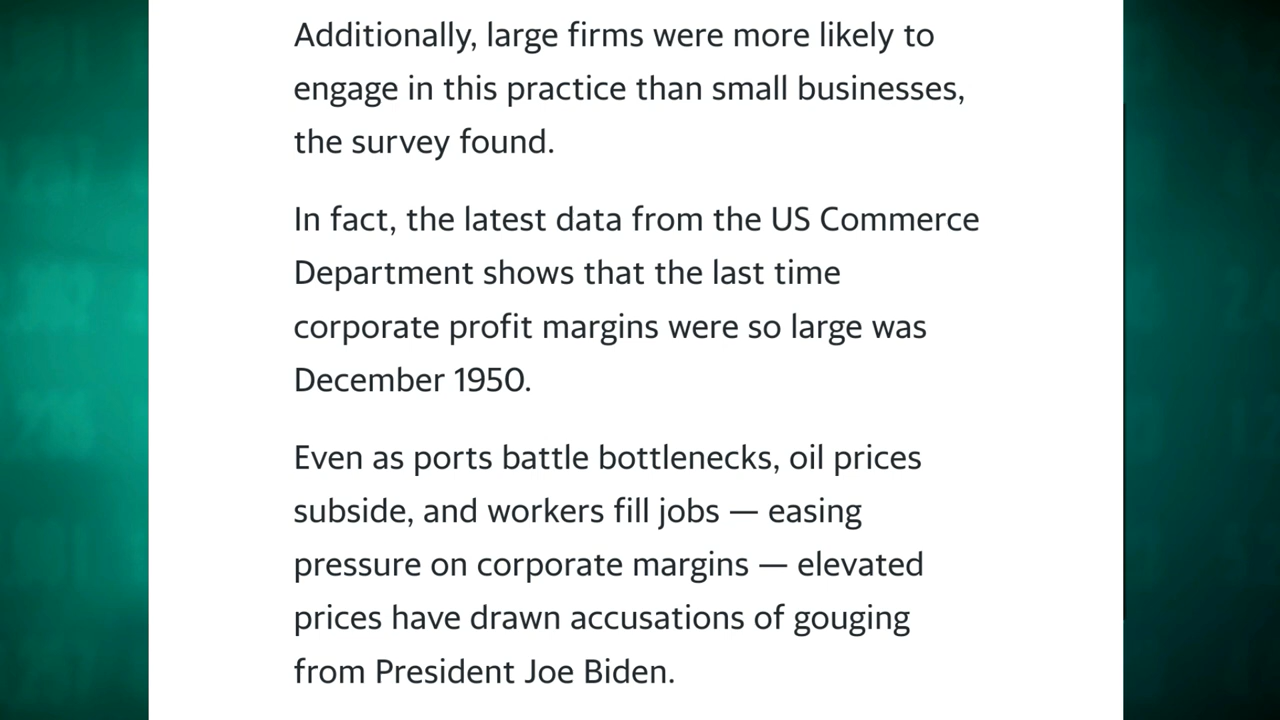 Additionally, large firms were more likely to
engage in this practice than small businesses,
the survey found.
In fact, the latest data from the US Commerce
Department shows that the last time
corporate profit margins were so large was
December 1950.
Even as ports battle bottlenecks, oil prices
subside, and workers fill jobs — easing
pressure on corporate margins — elevated
prices have drawn accusations of gouging
from President Joe Biden.